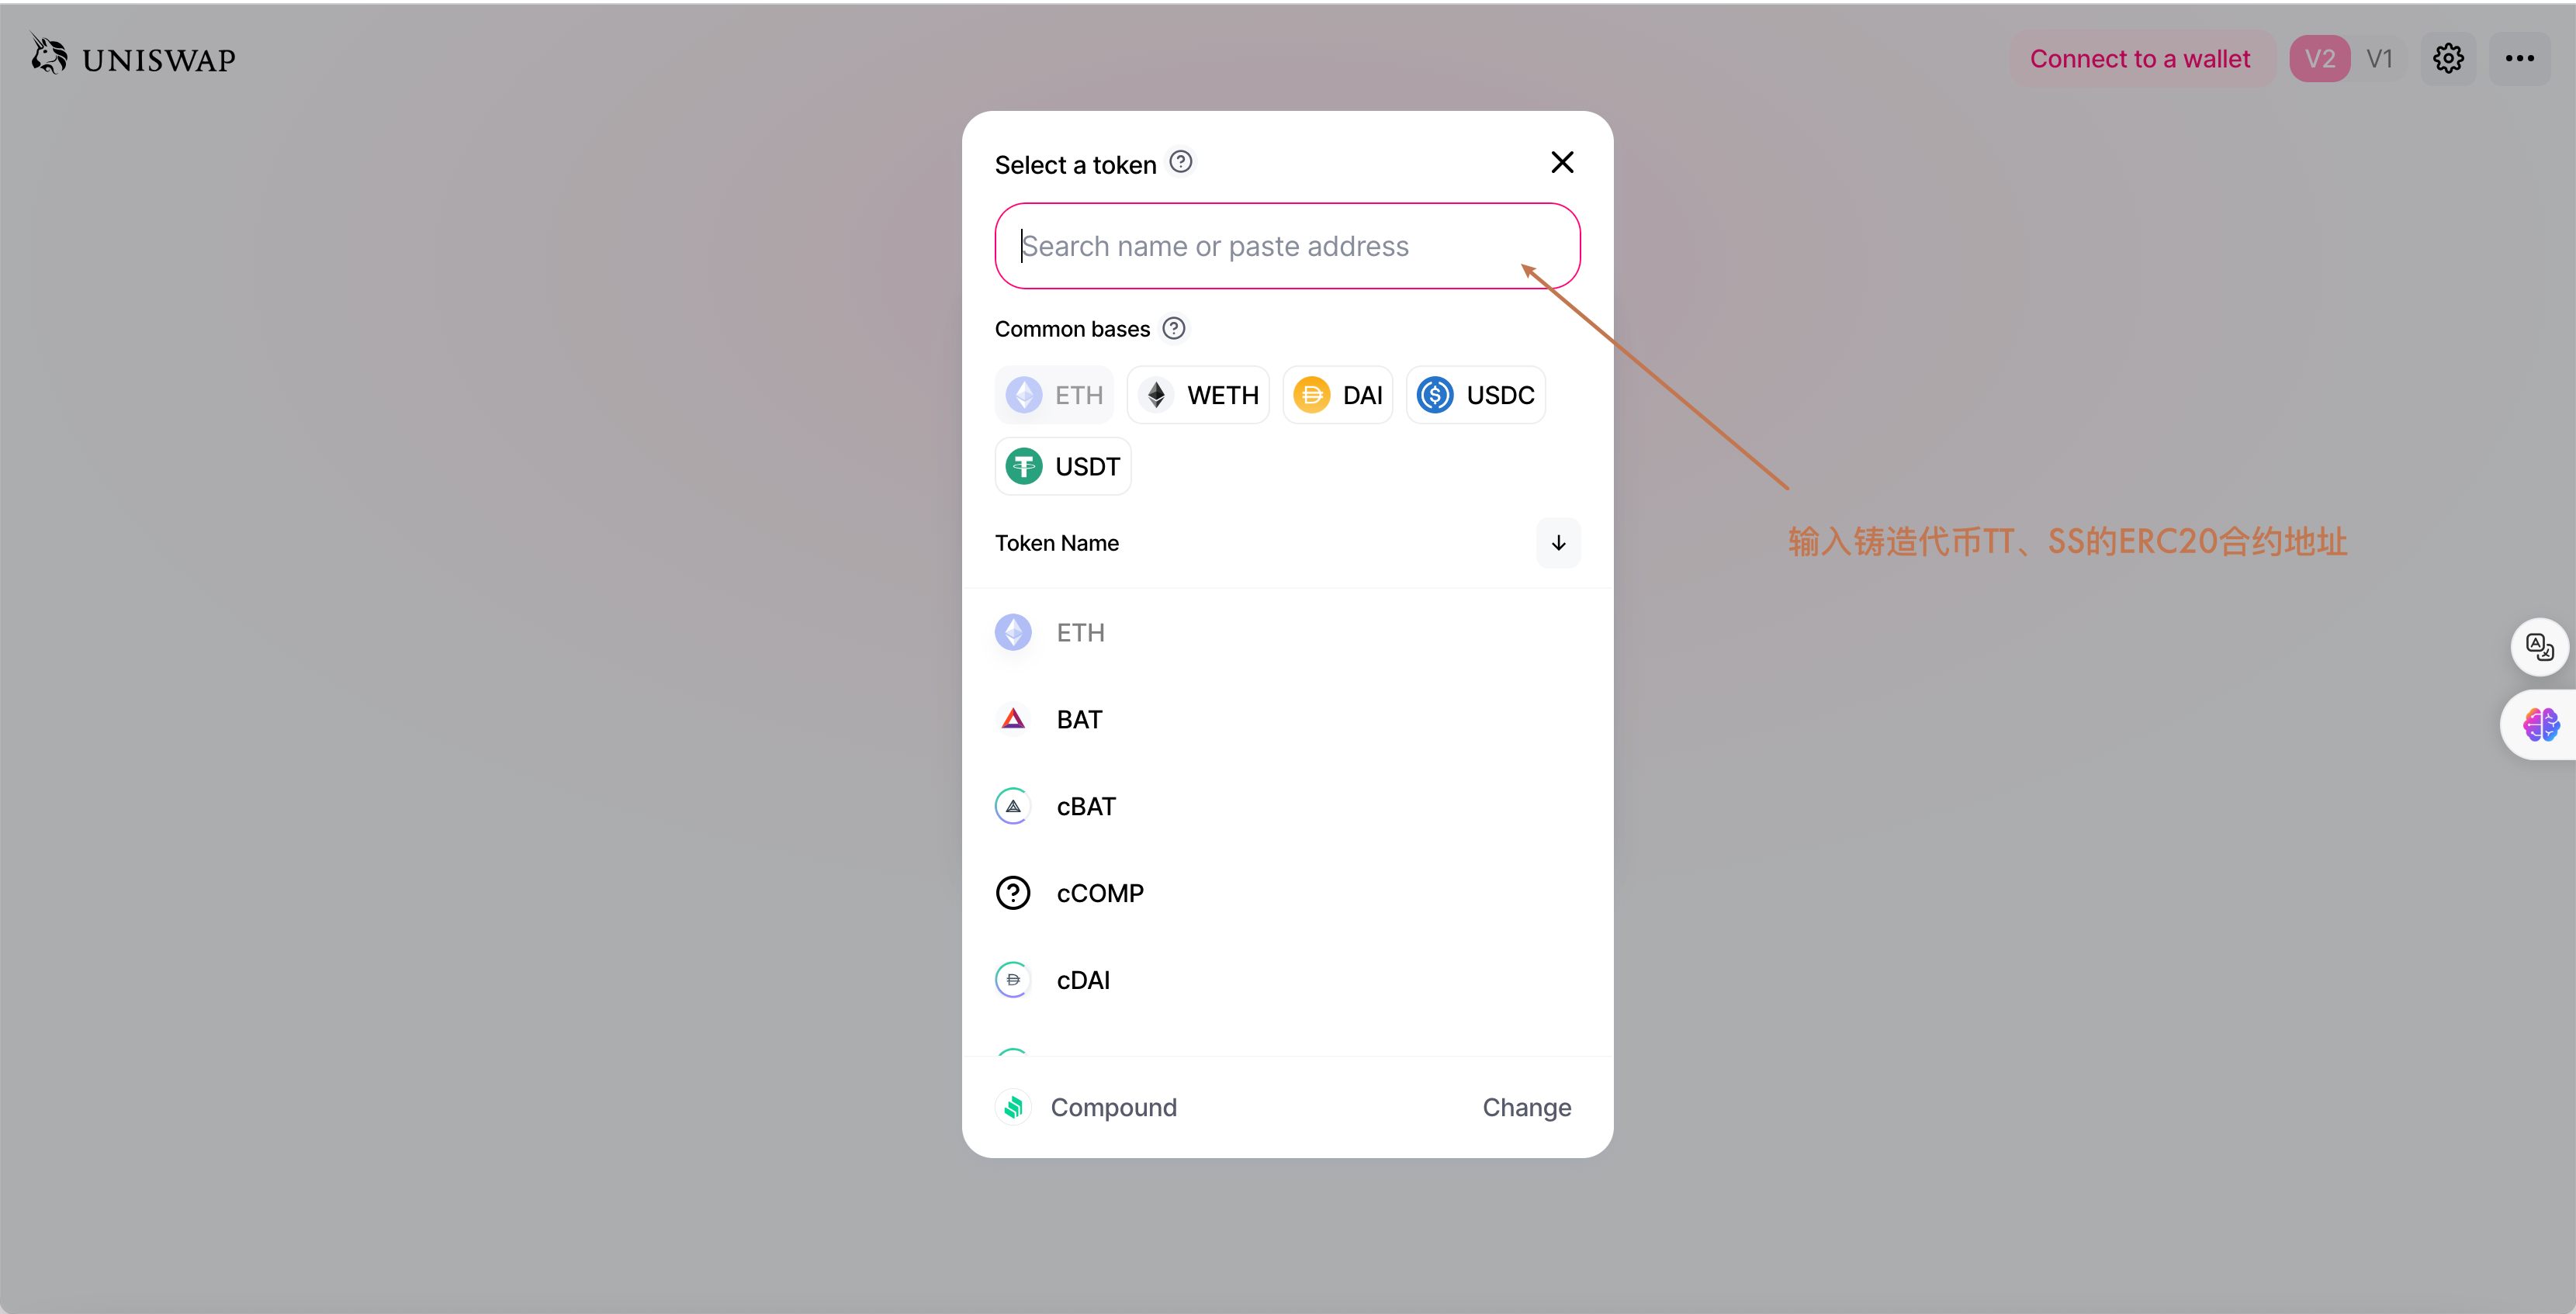 UNISWAP
Connect to a wallet
V2 V1
Select a token
Search name or paste address
Common bases
ETH WETH DAI USDC
USDT
输入铸造代币TT、SS的ERC20合约地址
Token Name
ETH
BAT
cBAT
cCOMP
cDAI
Compound Change